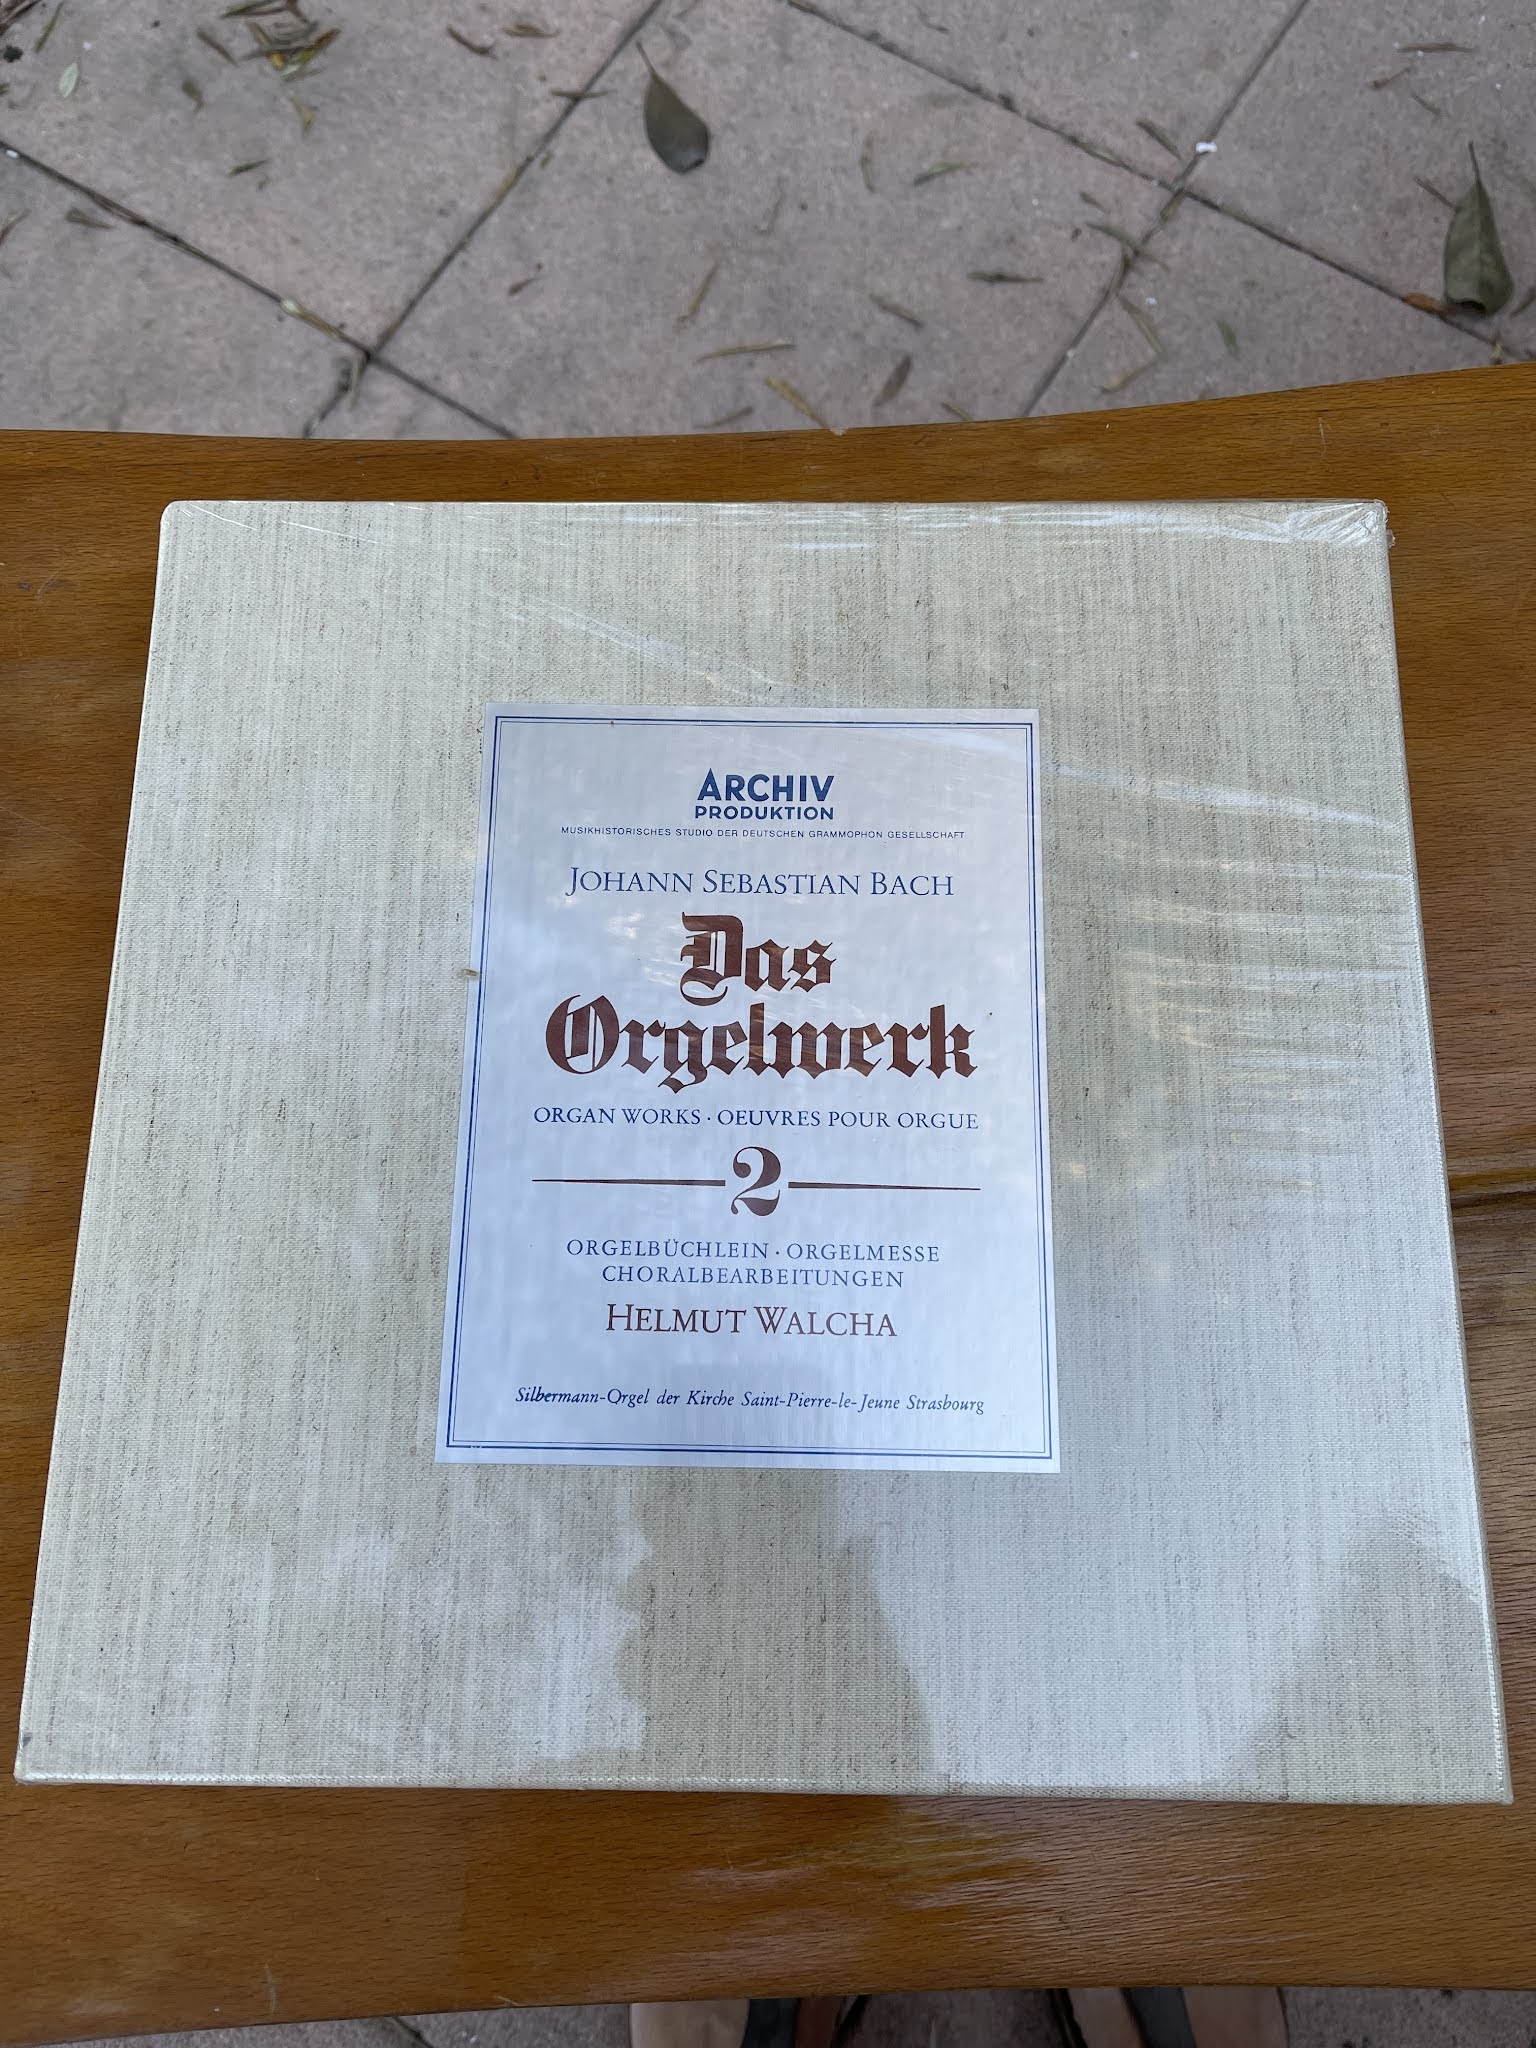 ARCHIV
PRODUKTION
MUSIKHISTORISCHES STUDIO DER DEUTSCHEN GRAMMOPHON GESELLSCHAFT
JOHANN SEBASTIAN BACH
Das
Orgelwerk
ORGAN WORKS · OEUVRES POUR ORGUE
2
ORGELBÜCHLEIN · ORGELMESSE
CHORALBEARBEITUNGEN
HELMUT WALCHA
Silbermann-Orgel der Kirche Saint-Pierre-le-Jeune Strasbourg